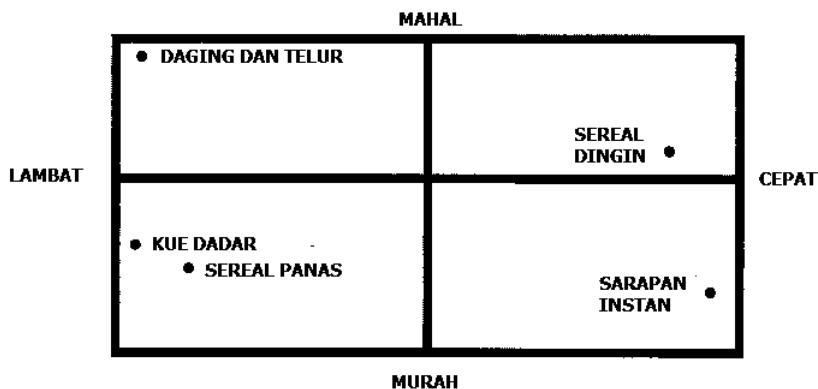 MAHAL
DAGING DAN TELUR
SEREAL
DINGIN
LAMBAT
CEPAT
KUE DADAR
SEREAL PANAS
SARAPAN
INSTAN
MURAH